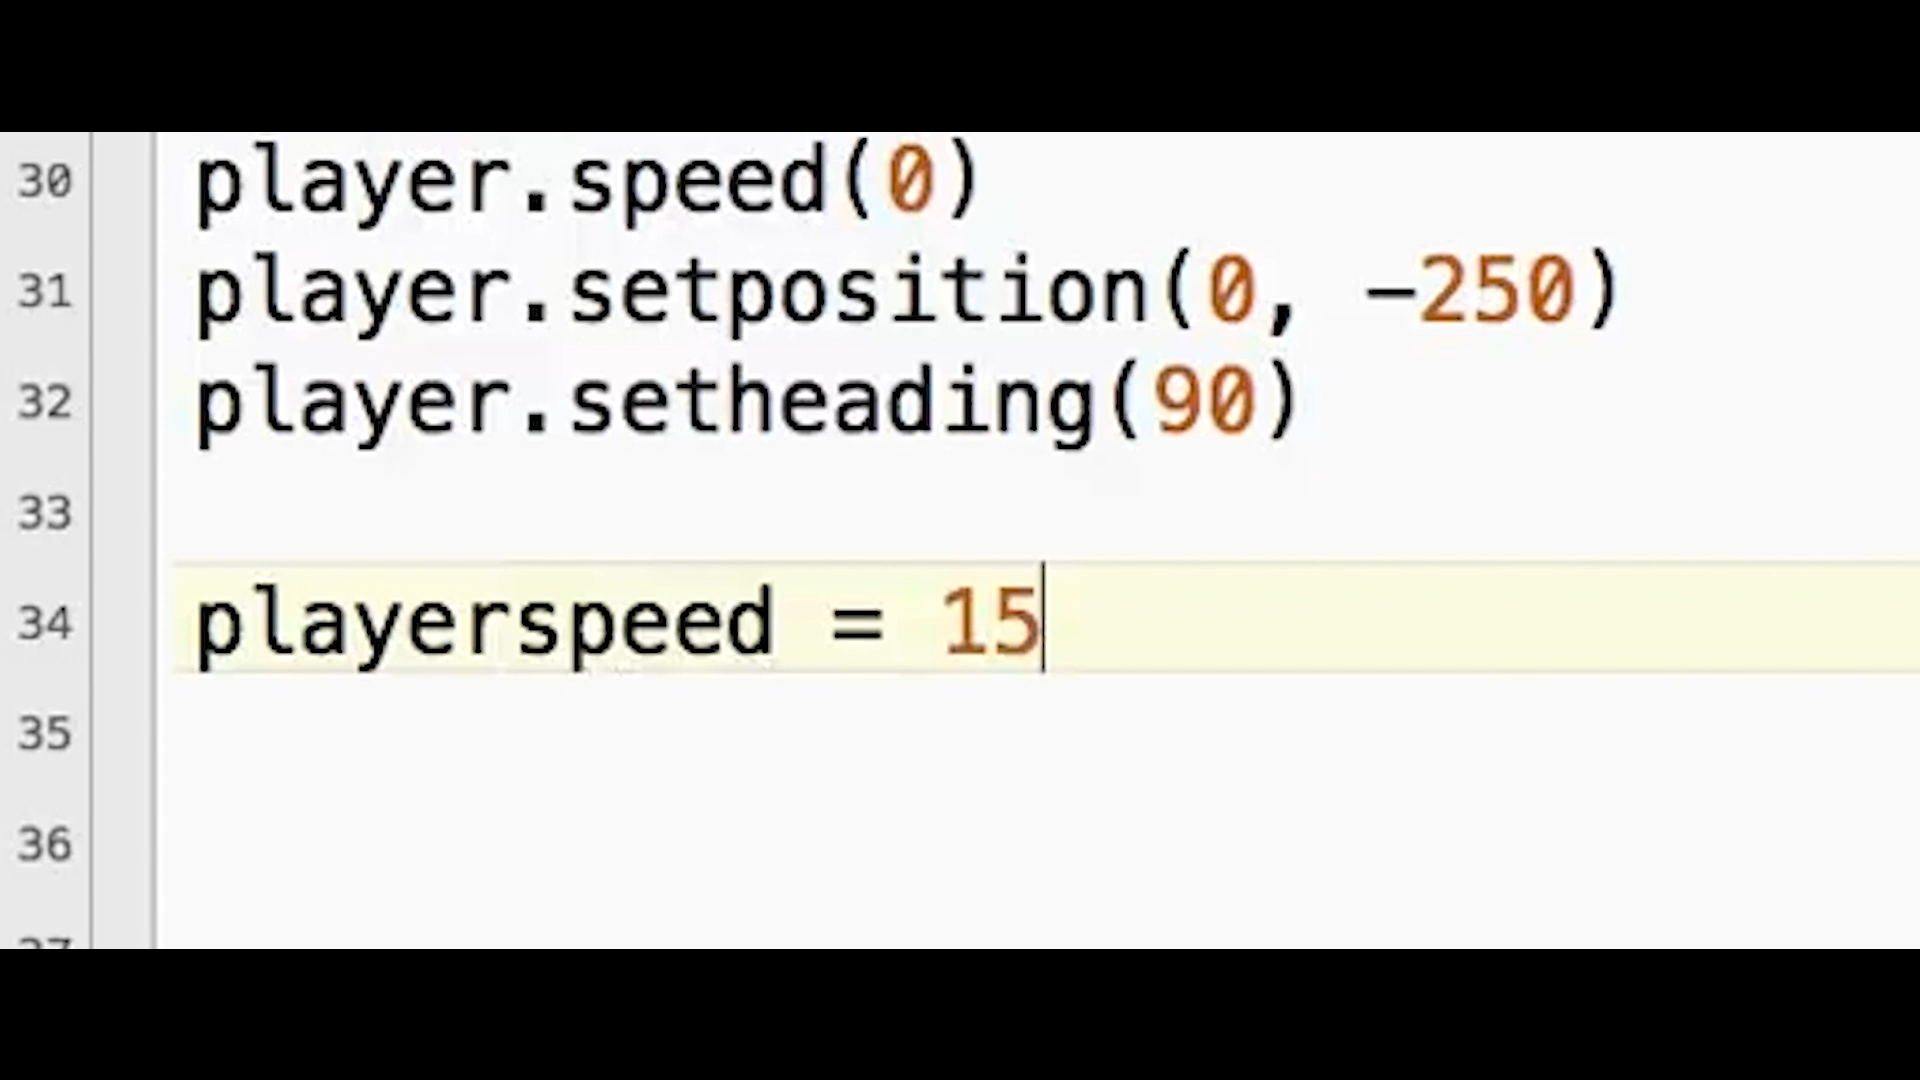 30 player.speed(0)
31 player.setposition(0, -250)
32 player.setheading(90)
33
34 playerspeed = 15
35
36